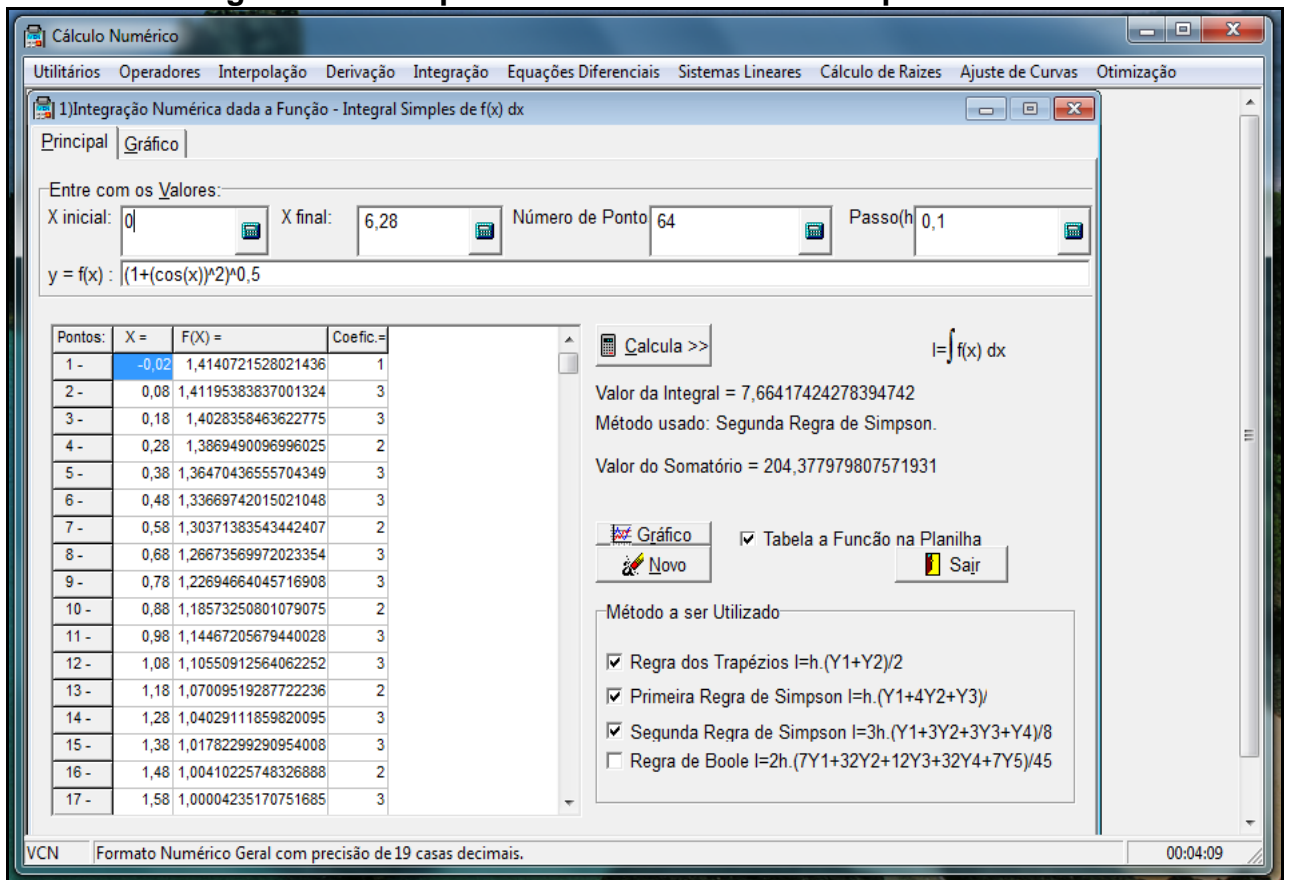 Cálculo Numérico
Utilitários Operadores Interpolação Derivação Integração Equações Diferenciais Sistemas Lineares Cálculo de Raizes Ajuste de Curvas Otimização
1)Integração Numérica dada a Função - Integral Simples de f(x) dx
Principal Gráfico
Entre com os Valores:
X inicial: 0 X final: 6,28 Número de Ponto 64 Passo(h 0,1
y = f(x) : (1+(cos(x))^2)^0,5
Pontos: X = F(X) = Coefic.=
1 - -0,02 1,4140721528021436 1
2 - 0,08 1,41195383837001324 3
3 - 0,18 1,4028358463622775 3
4 - 0,28 1,3869490096996025 2
5 - 0,38 1,36470436555704349 3
6 - 0,48 1,33669742015021048 3
7 - 0,58 1,30371383543442407 2
8 - 0,68 1,26673569972023354 3
9 - 0,78 1,22694664045716908 3
10 - 0,88 1,18573250801079075 2
11 - 0,98 1,14467205679440028 3
12 - 1,08 1,10550912564062252 3
13 - 1,18 1,07009519287722236 2
14 - 1,28 1,04029111859820095 3
15 - 1,38 1,01782299290954008 3
16 - 1,48 1,00410225748326888 2
17 - 1,58 1,00004235170751685 3
Calcula >> I=∫f(x) dx
Valor da Integral = 7,66417424278394742
Método usado: Segunda Regra de Simpson.
Valor do Somatório = 204,377979807571931
Gráfico Tabela a Funcão na Planilha
Novo Sair
Método a ser Utilizado
Regra dos Trapézios I=h.(Y1+Y2)/2
Primeira Regra de Simpson I=h.(Y1+4Y2+Y3)/
Segunda Regra de Simpson I=3h.(Y1+3Y2+3Y3+Y4)/8
Regra de Boole I=2h.(7Y1+32Y2+12Y3+32Y4+7Y5)/45
VCN Formato Numérico Geral com precisão de 19 casas decimais. 00:04:09